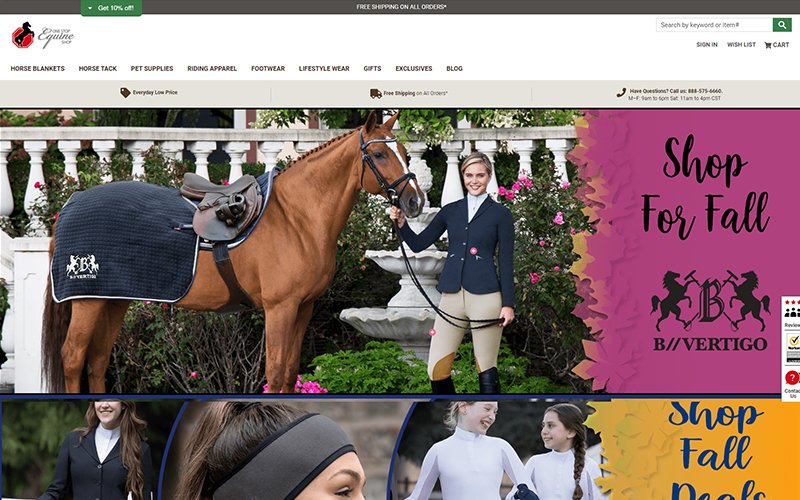 Get 10% off!
FREE SHIPPING ON ALL ORDERS*
ONE STOP
Equine
SHOP
Search by keyword or item#
SIGN IN
WISH LIST
CART
HORSE BLANKETS
HORSE TACK
PET SUPPLIES
RIDING APPAREL
FOOTWEAR
LIFESTYLE WEAR
GIFTS
EXCLUSIVES
BLOG
Everyday Low Price
Free Shipping on All Orders*
Have Questions? Call us: 888-575-6660.
M–F: 9am to 6pm Sat: 11am to 4pm CST
Shop
For Fall
B
B//VERTIGO
B
B//VERTIGO
Review
Norton
Contact
Us
Shop
Fall
Deals